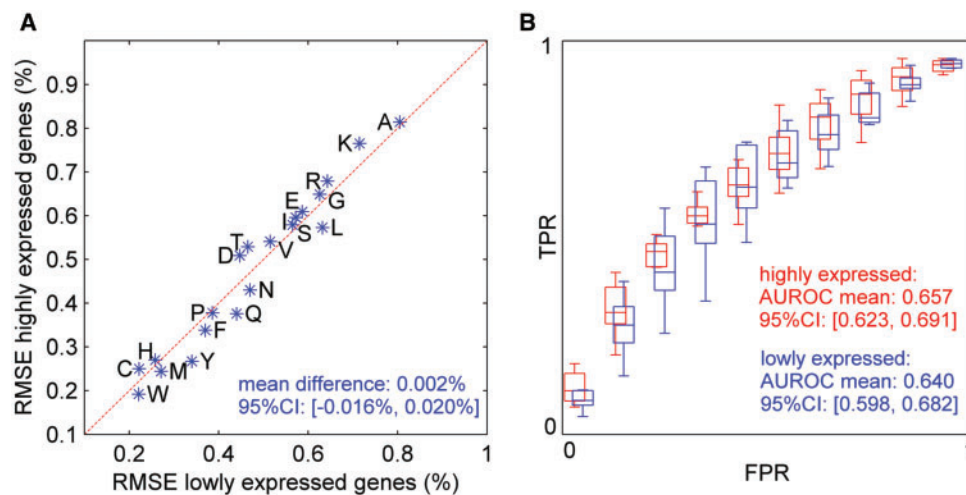 A
RMSE highly expressed genes (%)
0.9
0.8
0.7
0.6
0.5
0.4
0.3
0.2
0.1
A
K
R
G
E
I
S
L
T
V
D
N
P
Q
F
H
C
M
Y
W
mean difference: 0.002%
95%CI: [-0.016%, 0.020%]
0.2 0.4 0.6 0.8 1
RMSE lowly expressed genes (%)
B
1
TPR
highly expressed:
AUROC mean: 0.657
95%CI: [0.623, 0.691]
lowly expressed:
AUROC mean: 0.640
95%CI: [0.598, 0.682]
0
0
FPR